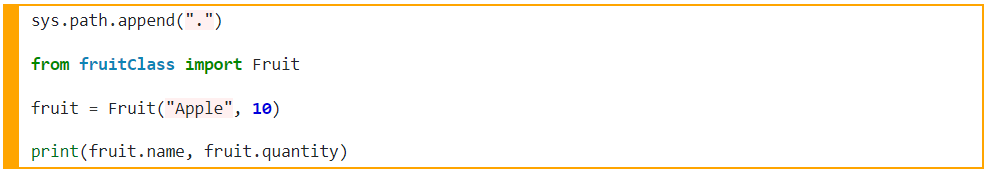 sys.path.append(".")
from fruitClass import Fruit
fruit = Fruit("Apple", 10)
print(fruit.name, fruit.quantity)